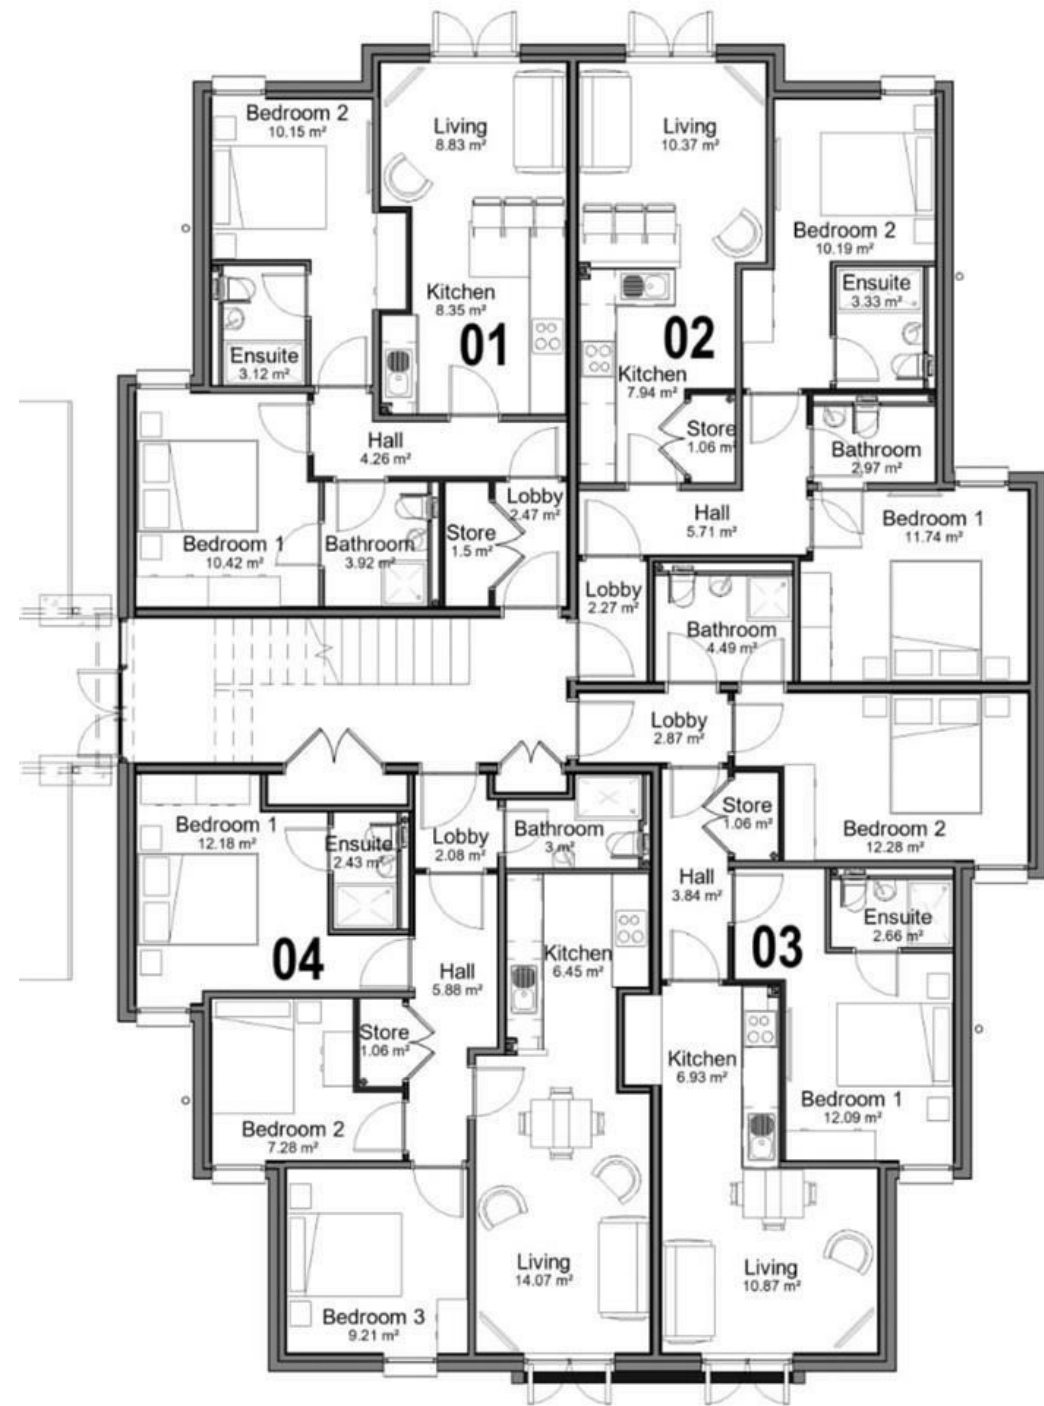 Bedroom 2
10.15 m²
Living
8.83 m²
Living
10.37 m²
Bedroom 2
10.19 m²
Kitchen
8.35 m²
01
Ensuite
3.12 m²
Ensuite
3.33 m²
02
Kitchen
7.94 m²
Hall
4.26 m²
Store
1.06 m²
Bathroom
2.97 m²
Lobby
2.47 m²
Store
1.5 m²
Bedroom 1
10.42 m²
Bathroom
3.92 m²
Hall
5.71 m²
Bedroom 1
11.74 m²
Lobby
2.27 m²
Bathroom
4.49 m²
Lobby
2.87 m²
Bedroom 1
12.18 m²
Ensuite
2.43 m²
Lobby
2.08 m²
Bathroom
3 m²
Store
1.06 m²
Bedroom 2
12.28 m²
Hall
3.84 m²
Ensuite
2.66 m²
04
Hall
5.88 m²
Kitchen
6.45 m²
03
Store
1.06 m²
Kitchen
6.93 m²
Bedroom 1
12.09 m²
Bedroom 2
7.28 m²
Living
14.07 m²
Living
10.87 m²
Bedroom 3
9.21 m²